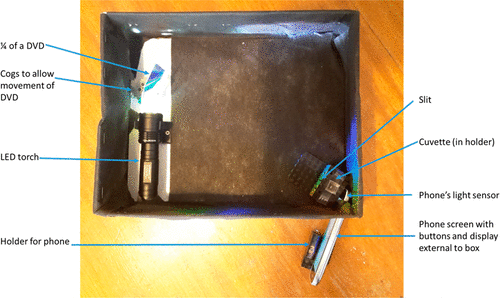 ¼ of a DVD
Cogs to allow
movement of
DVD
LED torch
Holder for phone
Slit
Cuvette (in holder)
Phone's light sensor
Phone screen with
buttons and display
external to box